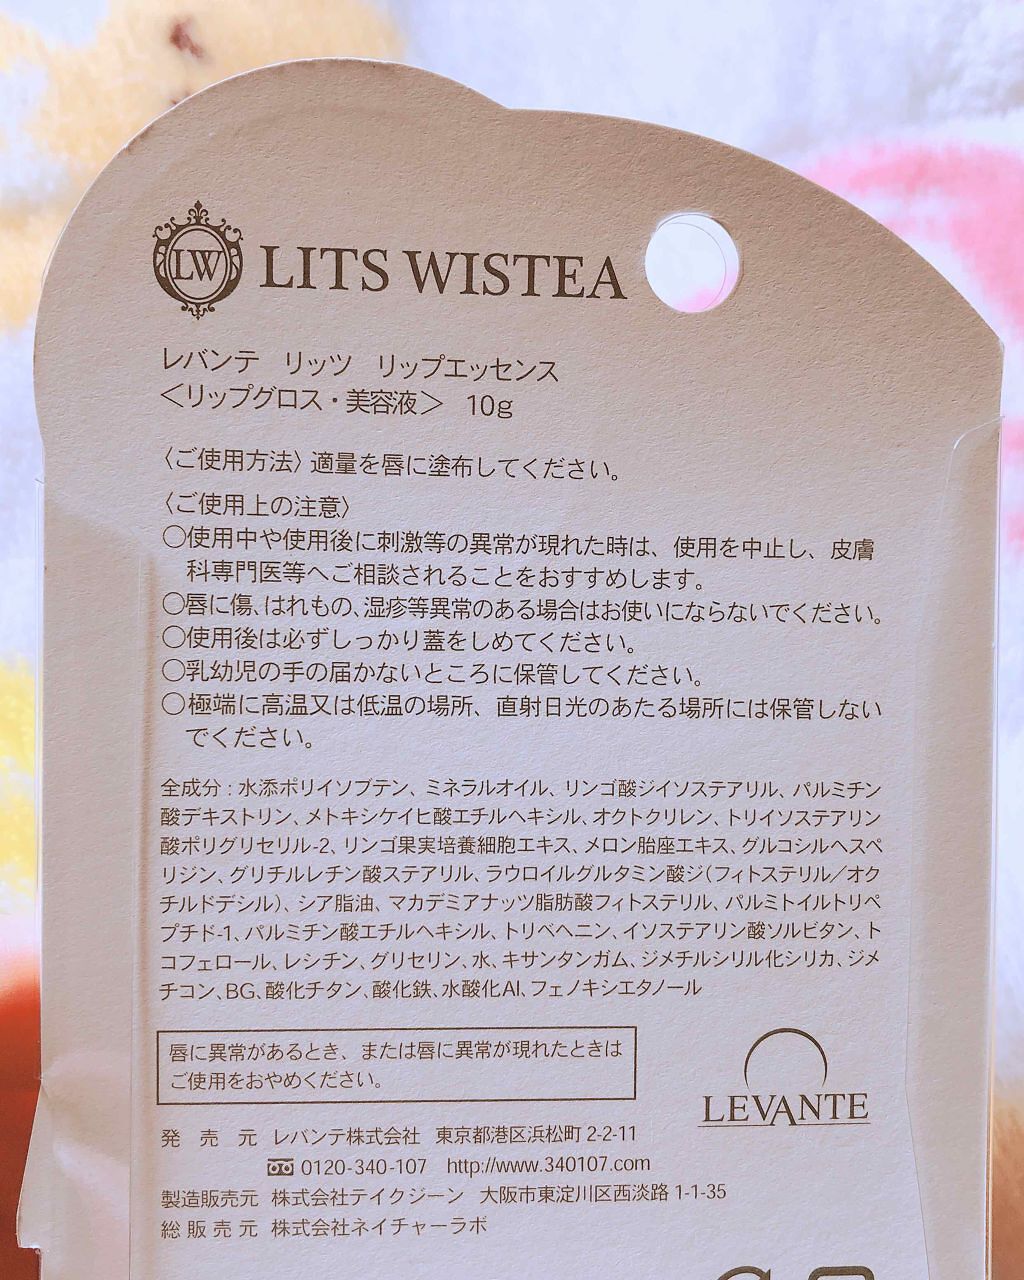 LW LITS WISTEA
レバンテ リッツ リップエッセンス
＜リップグロス・美容液＞ 10g
〈ご使用方法〉適量を唇に塗布してください。
〈ご使用上の注意〉
○使用中や使用後に刺激等の異常が現れた時は、使用を中止し、皮膚
科専門医等へご相談されることをおすすめします。
○唇に傷、はれもの、湿疹等異常のある場合はお使いにならないでください。
○使用後は必ずしっかり蓋をしめてください。
○乳幼児の手の届かないところに保管してください。
○極端に高温又は低温の場所、直射日光のあたる場所には保管しない
でください。
全成分：水添ポリイソブテン、ミネラルオイル、リンゴ酸ジイソステアリル、パルミチン
酸デキストリン、メトキシケイヒ酸エチルヘキシル、オクトクリレン、トリイソステアリン
酸ポリグリセリル-2、リンゴ果実培養細胞エキス、メロン胎座エキス、グルコシルヘスペ
リジン、グリチルレチン酸ステアリル、ラウロイルグルタミン酸ジ（フィトステリル／オク
チルドデシル）、シア脂油、マカデミアナッツ脂肪酸フィトステリル、パルミトイルトリペ
プチド-1、パルミチン酸エチルヘキシル、トリベヘニン、イソステアリン酸ソルビタン、ト
コフェロール、レシチン、グリセリン、水、キサンタンガム、ジメチルシリル化シリカ、ジメ
チコン、BG、酸化チタン、酸化鉄、水酸化Al、フェノキシエタノール
唇に異常があるとき、または唇に異常が現れたときは
ご使用をおやめください。
LEVANTE
発売元 レバンテ株式会社 東京都港区浜松町2-2-11
0120-340-107 http://www.340107.com
製造販売元 株式会社テイクジーン 大阪市東淀川区西淡路1-1-35
総販売元 株式会社ネイチャーラボ